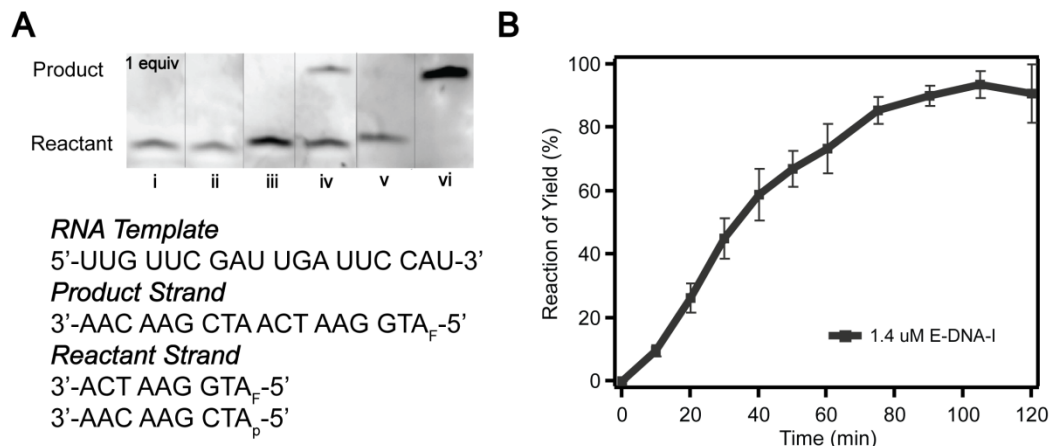 A
1 equiv
Product
Reactant
i ii iii iv v vi
RNA Template
5’-UUG UUC GAU UGA UUC CAU-3’
Product Strand
3’-AAC AAG CTA ACT AAG GTA_F-5’
Reactant Strand
3’-ACT AAG GTA_F-5’
3’-AAC AAG CTA_p-5’
B
Reaction of Yield (%)
100
80
60
40
20
0
1.4 uM E-DNA-I
0 20 40 60 80 100 120
Time (min)